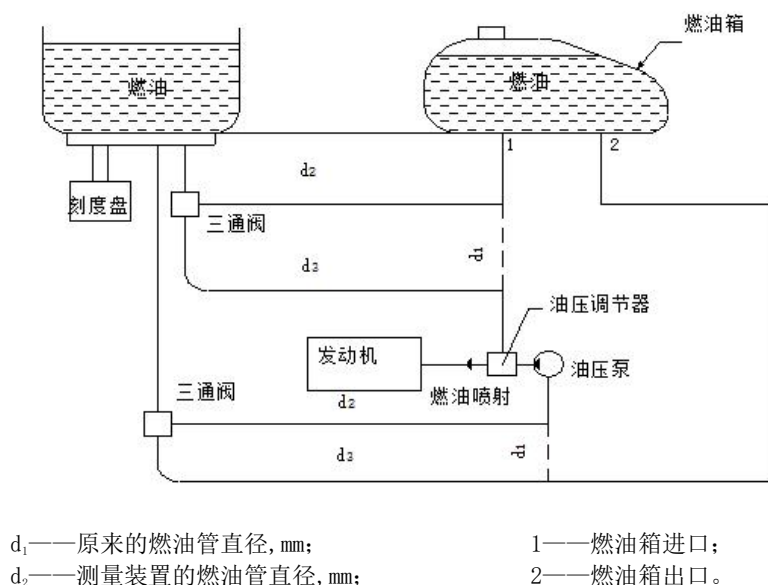 燃油箱
燃油
燃油
1
2
d₂
刻度盘
三通阀
d₁
d₃
油压调节器
发动机
油压泵
三通阀
燃油喷射
d₂
d₃
d₁
d₁——原来的燃油管直径,mm; 1——燃油箱进口;
d₂——测量装置的燃油管直径,mm; 2——燃油箱出口。